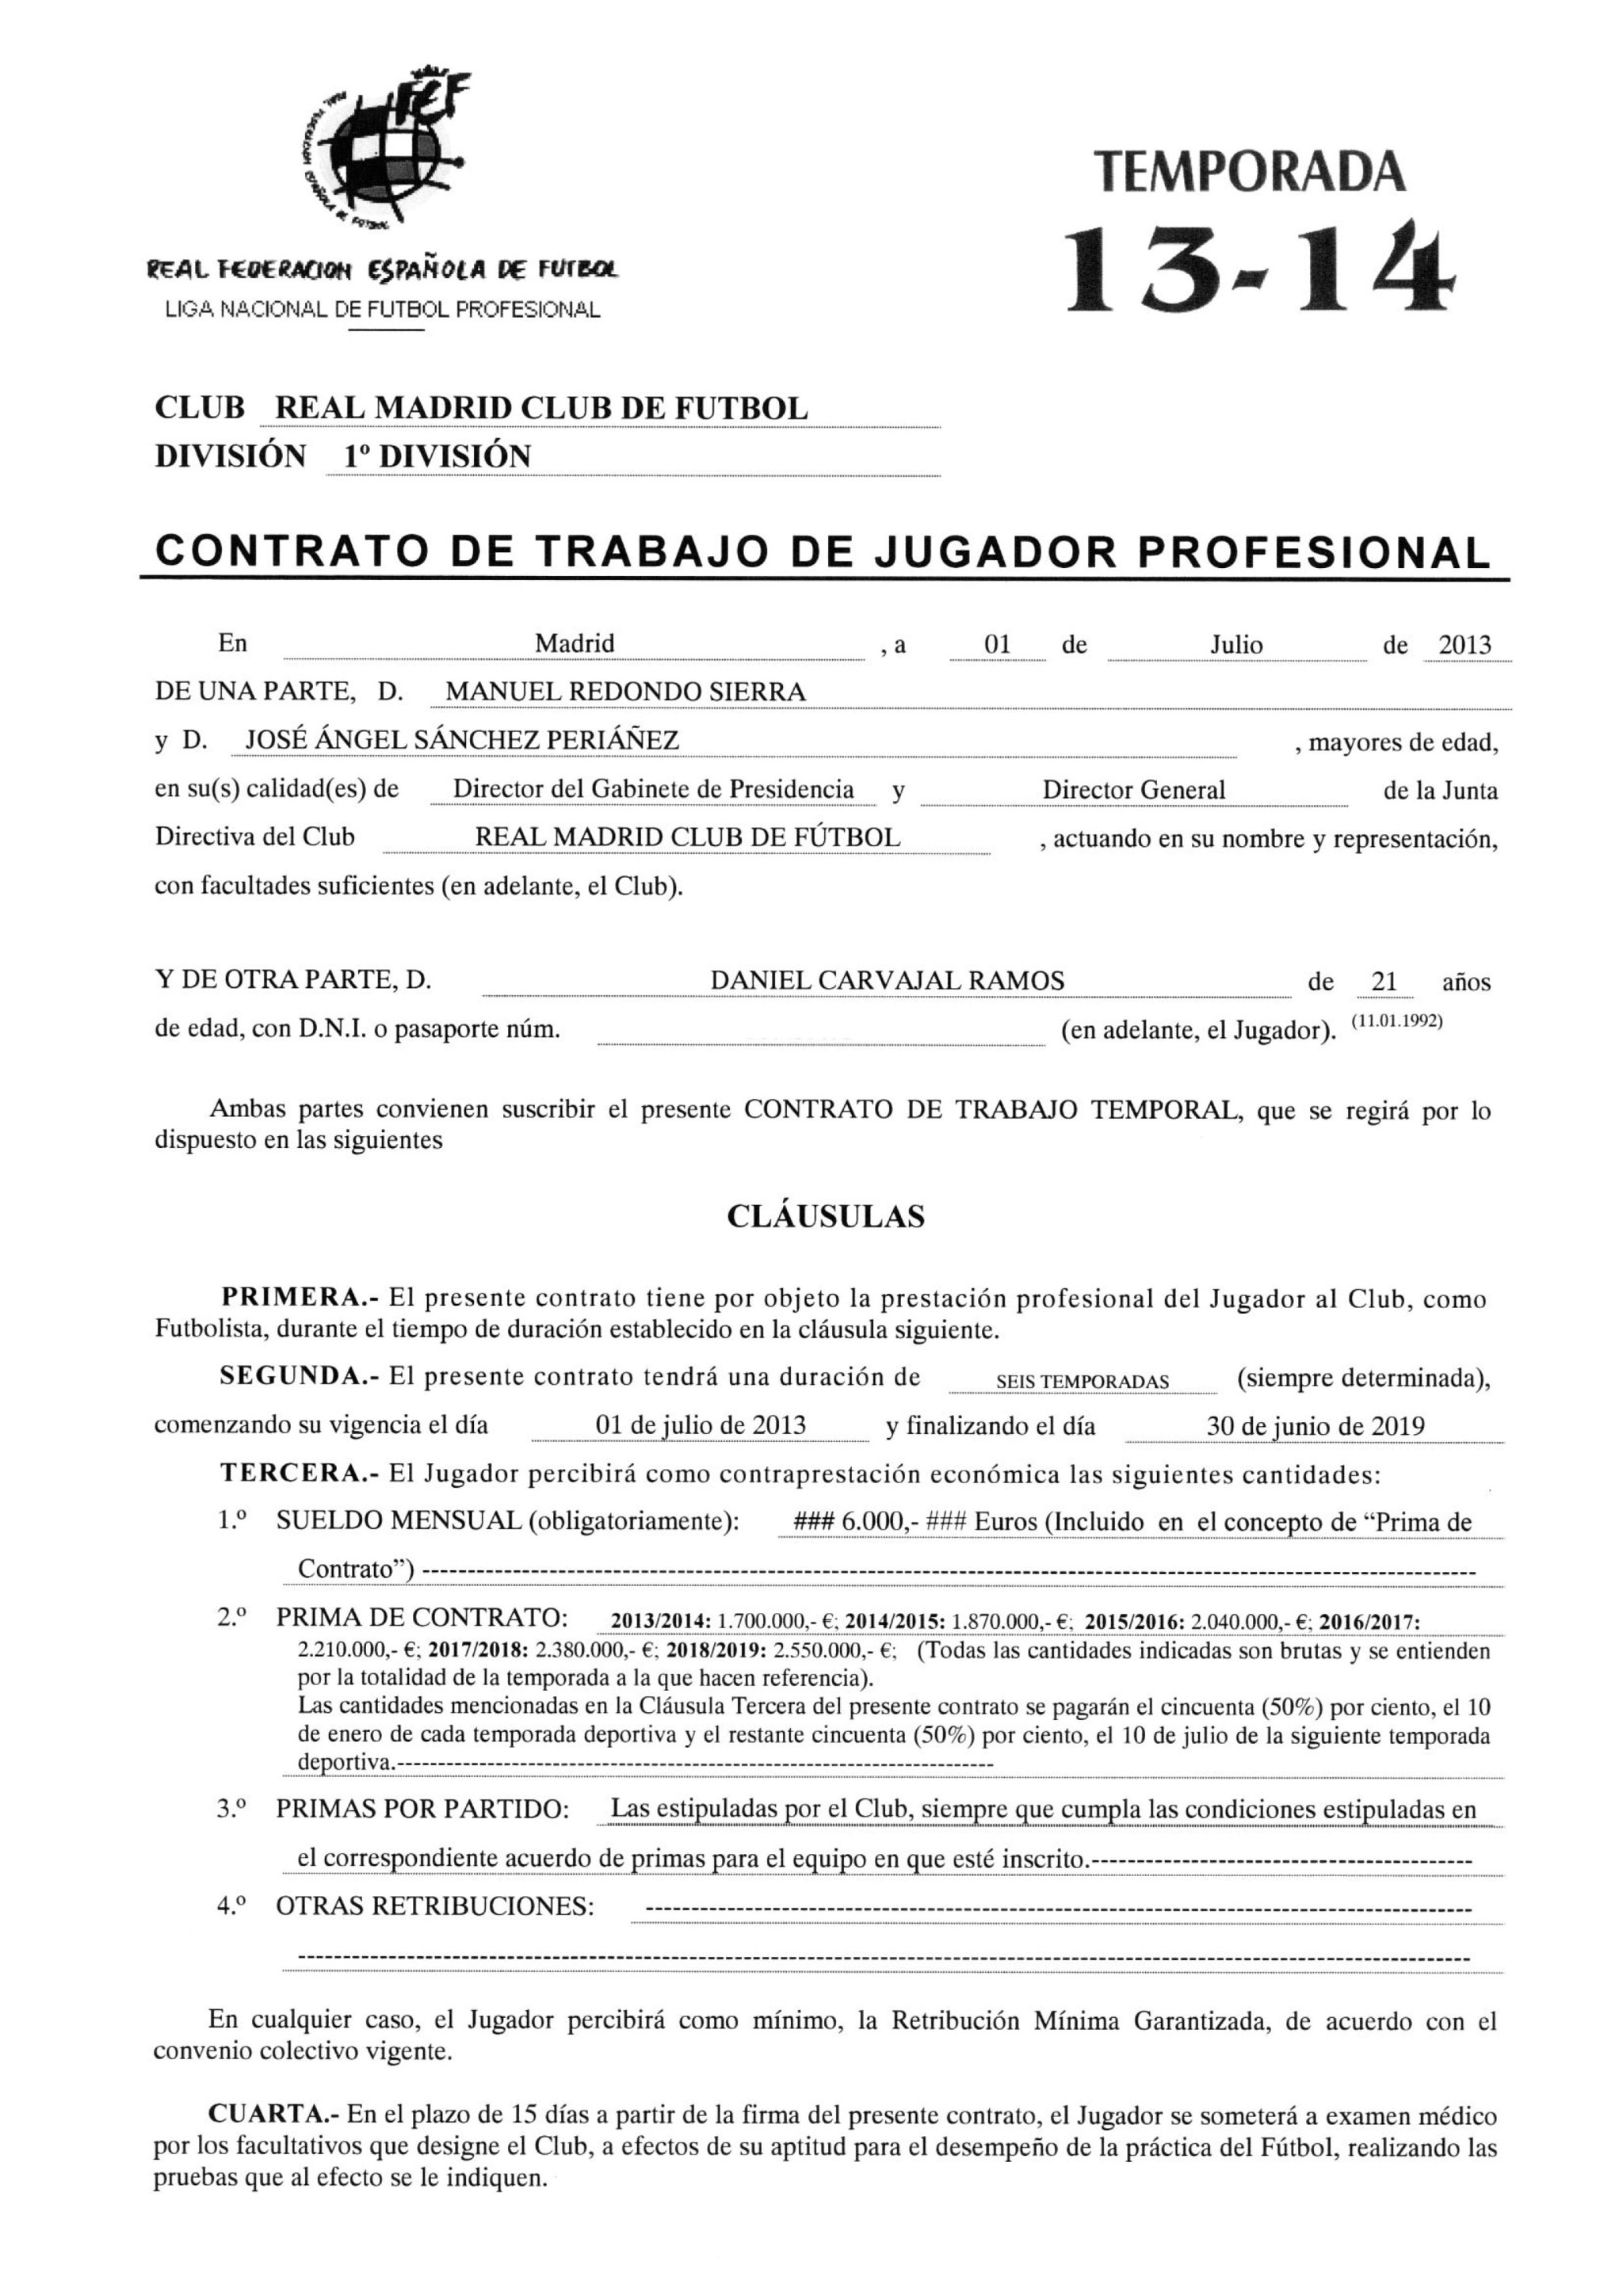 FEF
REAL FEDERACION ESPAÑOLA DE FUTBOL
TEMPORADA
13-14
REAL FEDERACION ESPAÑOLA DE FUTBOL
LIGA NACIONAL DE FUTBOL PROFESIONAL
CLUB REAL MADRID CLUB DE FUTBOL
DIVISIÓN 1º DIVISIÓN
CONTRATO DE TRABAJO DE JUGADOR PROFESIONAL
En Madrid , a 01 de Julio de 2013
DE UNA PARTE, D. MANUEL REDONDO SIERRA
y D. JOSÉ ÁNGEL SÁNCHEZ PERIÁÑEZ , mayores de edad,
en su(s) calidad(es) de Director del Gabinete de Presidencia y Director General de la Junta
Directiva del Club REAL MADRID CLUB DE FÚTBOL , actuando en su nombre y representación,
con facultades suficientes (en adelante, el Club).
Y DE OTRA PARTE, D. DANIEL CARVAJAL RAMOS de 21 años
de edad, con D.N.I. o pasaporte núm. (en adelante, el Jugador). (11.01.1992)
Ambas partes convienen suscribir el presente CONTRATO DE TRABAJO TEMPORAL, que se regirá por lo
dispuesto en las siguientes
CLÁUSULAS
PRIMERA.- El presente contrato tiene por objeto la prestación profesional del Jugador al Club, como
Futbolista, durante el tiempo de duración establecido en la cláusula siguiente.
SEGUNDA.- El presente contrato tendrá una duración de SEIS TEMPORADAS (siempre determinada),
comenzando su vigencia el día 01 de julio de 2013 y finalizando el día 30 de junio de 2019
TERCERA.- El Jugador percibirá como contraprestación económica las siguientes cantidades:
1.º SUELDO MENSUAL (obligatoriamente): ### 6.000,- ### Euros (Incluido en el concepto de “Prima de
Contrato”) ------------------------------------------------------------
2.º PRIMA DE CONTRATO: 2013/2014: 1.700.000,- €; 2014/2015: 1.870.000,- €; 2015/2016: 2.040.000,- €; 2016/2017:
2.210.000,- €; 2017/2018: 2.380.000,- €; 2018/2019: 2.550.000,- €; (Todas las cantidades indicadas son brutas y se entienden
por la totalidad de la temporada a la que hacen referencia).
Las cantidades mencionadas en la Cláusula Tercera del presente contrato se pagarán el cincuenta (50%) por ciento, el 10
de enero de cada temporada deportiva y el restante cincuenta (50%) por ciento, el 10 de julio de la siguiente temporada
deportiva.------------------------------------------------------------
3.º PRIMAS POR PARTIDO: Las estipuladas por el Club, siempre que cumpla las condiciones estipuladas en
el correspondiente acuerdo de primas para el equipo en que esté inscrito.----------------------------------------
4.º OTRAS RETRIBUCIONES: ------------------------------------------------------------
------------------------------------------------------------
En cualquier caso, el Jugador percibirá como mínimo, la Retribución Mínima Garantizada, de acuerdo con el
convenio colectivo vigente.
CUARTA.- En el plazo de 15 días a partir de la firma del presente contrato, el Jugador se someterá a examen médico
por los facultativos que designe el Club, a efectos de su aptitud para el desempeño de la práctica del Fútbol, realizando las
pruebas que al efecto se le indiquen.